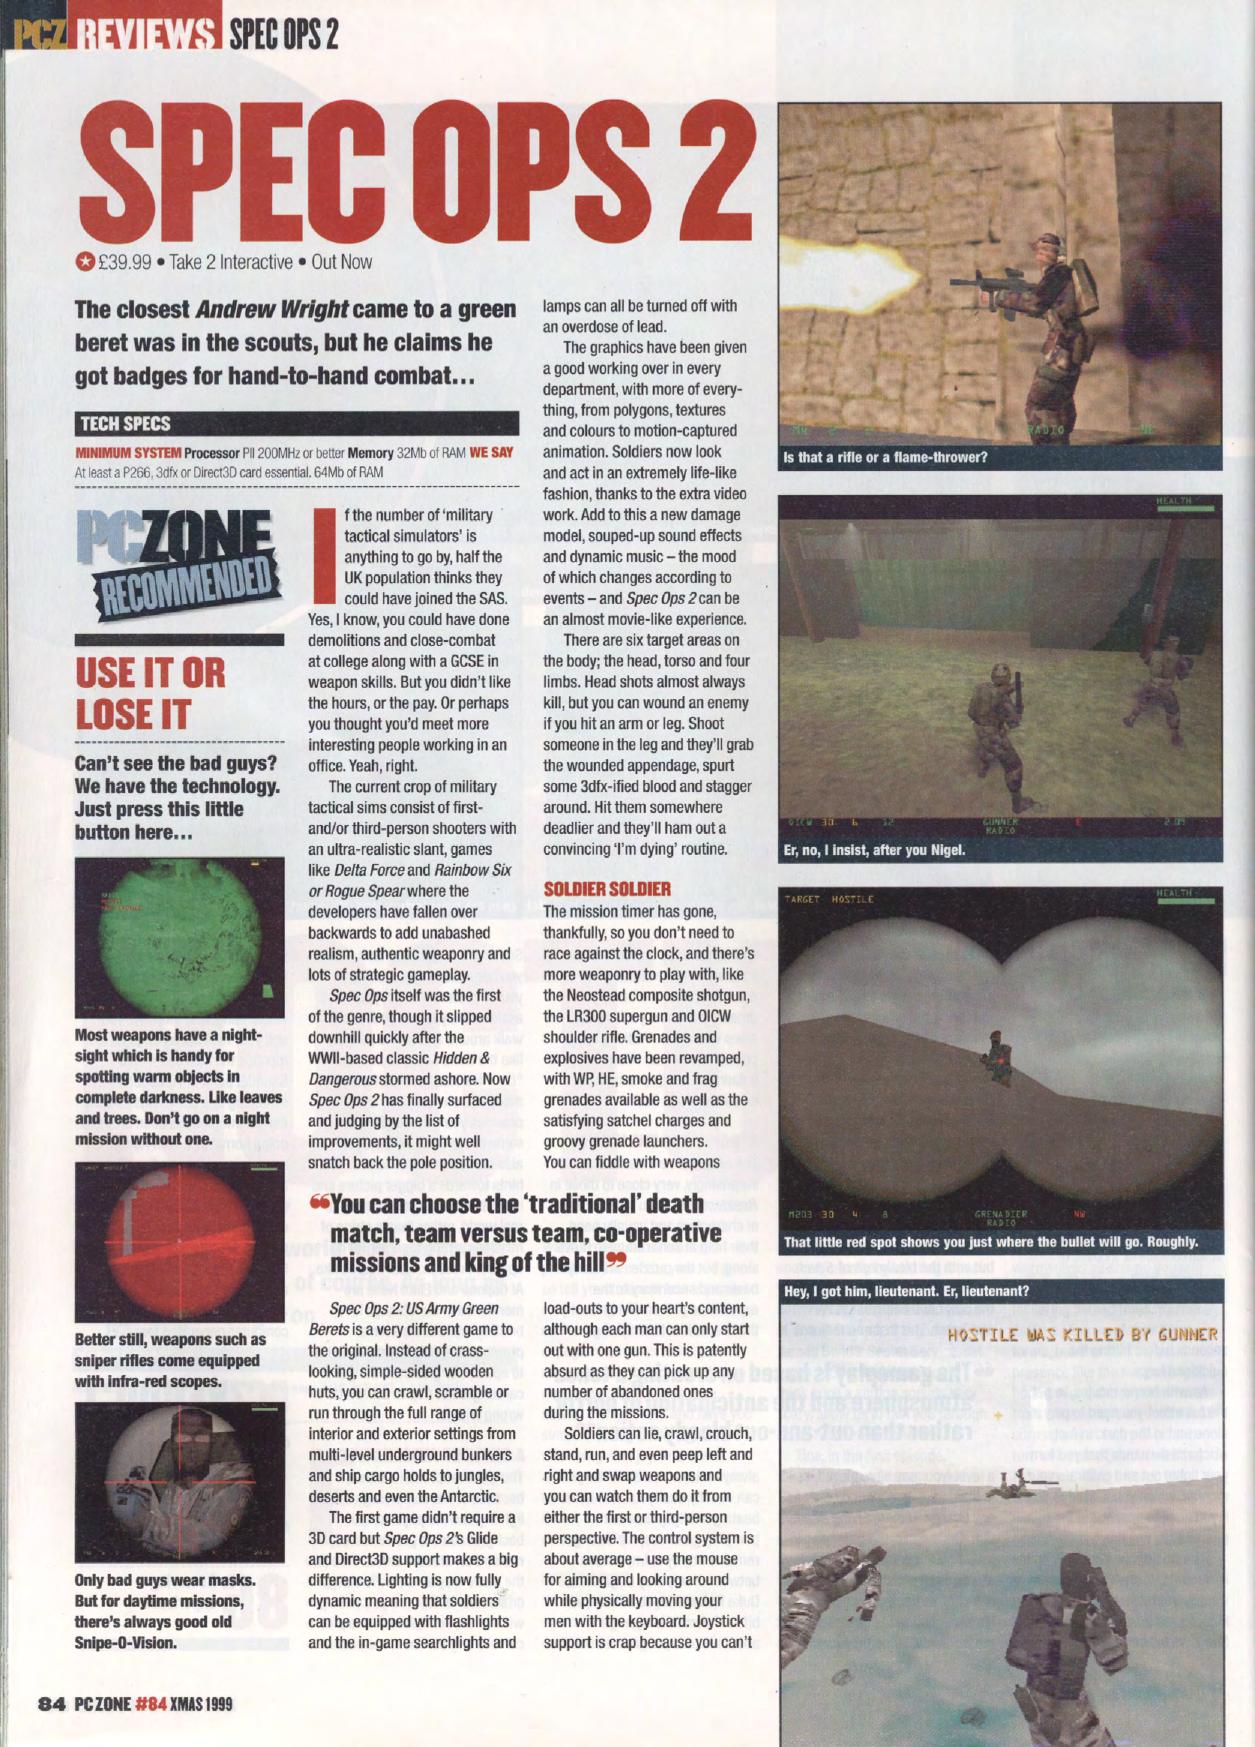 PCZ REVIEWS SPEC OPS 2
SPEC OPS 2
£39.99 • Take 2 Interactive • Out Now
The closest Andrew Wright came to a green
beret was in the scouts, but he claims he
got badges for hand-to-hand combat...
TECH SPECS
MINIMUM SYSTEM Processor PII 200MHz or better Memory 32Mb of RAM WE SAY
At least a P266, 3dfx or Direct3D card essential. 64Mb of RAM
PCZONE
RECOMMENDED
USE IT OR
LOSE IT
Can't see the bad guys?
We have the technology.
Just press this little
button here...
Most weapons have a night-
sight which is handy for
spotting warm objects in
complete darkness. Like leaves
and trees. Don't go on a night
mission without one.
TARGET HOSTILE
Better still, weapons such as
sniper rifles come equipped
with infra-red scopes.
Only bad guys wear masks.
But for daytime missions,
there's always good old
Snipe-O-Vision.
If the number of 'military
tactical simulators' is
anything to go by, half the
UK population thinks they
could have joined the SAS.
Yes, I know, you could have done
demolitions and close-combat
at college along with a GCSE in
weapon skills. But you didn't like
the hours, or the pay. Or perhaps
you thought you'd meet more
interesting people working in an
office. Yeah, right.
The current crop of military
tactical sims consist of first-
and/or third-person shooters with
an ultra-realistic slant, games
like Delta Force and Rainbow Six
or Rogue Spear where the
developers have fallen over
backwards to add unabashed
realism, authentic weaponry and
lots of strategic gameplay.
Spec Ops itself was the first
of the genre, though it slipped
downhill quickly after the
WWII-based classic Hidden &
Dangerous stormed ashore. Now
Spec Ops 2 has finally surfaced
and judging by the list of
improvements, it might well
snatch back the pole position.
"You can choose the 'traditional' death
match, team versus team, co-operative
missions and king of the hill"
Spec Ops 2: US Army Green
Berets is a very different game to
the original. Instead of crass-
looking, simple-sided wooden
huts, you can crawl, scramble or
run through the full range of
interior and exterior settings from
multi-level underground bunkers
and ship cargo holds to jungles,
deserts and even the Antarctic.
The first game didn't require a
3D card but Spec Ops 2's Glide
and Direct3D support makes a big
difference. Lighting is now fully
dynamic meaning that soldiers
can be equipped with flashlights
and the in-game searchlights and
lamps can all be turned off with
an overdose of lead.
The graphics have been given
a good working over in every
department, with more of every-
thing, from polygons, textures
and colours to motion-captured
animation. Soldiers now look
and act in an extremely life-like
fashion, thanks to the extra video
work. Add to this a new damage
model, souped-up sound effects
and dynamic music – the mood
of which changes according to
events – and Spec Ops 2 can be
an almost movie-like experience.
There are six target areas on
the body; the head, torso and four
limbs. Head shots almost always
kill, but you can wound an enemy
if you hit an arm or leg. Shoot
someone in the leg and they'll grab
the wounded appendage, spurt
some 3dfx-ified blood and stagger
around. Hit them somewhere
deadlier and they'll ham out a
convincing 'I'm dying' routine.
SOLDIER SOLDIER
The mission timer has gone,
thankfully, so you don't need to
race against the clock, and there's
more weaponry to play with, like
the Neostead composite shotgun,
the LR300 supergun and OICW
shoulder rifle. Grenades and
explosives have been revamped,
with WP, HE, smoke and frag
grenades available as well as the
satisfying satchel charges and
groovy grenade launchers.
You can fiddle with weapons
load-outs to your heart's content,
although each man can only start
out with one gun. This is patently
absurd as they can pick up any
number of abandoned ones
during the missions.
Soldiers can lie, crawl, crouch,
stand, run, and even peep left and
right and swap weapons and
you can watch them do it from
either the first or third-person
perspective. The control system is
about average – use the mouse
for aiming and looking around
while physically moving your
men with the keyboard. Joystick
support is crap because you can't
RADIO NE
Is that a rifle or a flame-thrower?
HEALTH
OICW 30 6 12 GUNNER E 2.09
RADIO
Er, no, I insist, after you Nigel.
TARGET HOSTILE HEALTH
M203 30 4 8 GRENADIER NW
RADIO
That little red spot shows you just where the bullet will go. Roughly.
Hey, I got him, lieutenant. Er, lieutenant?
HOSTILE WAS KILLED BY GUNNER
84 PC ZONE #84 XMAS 1999